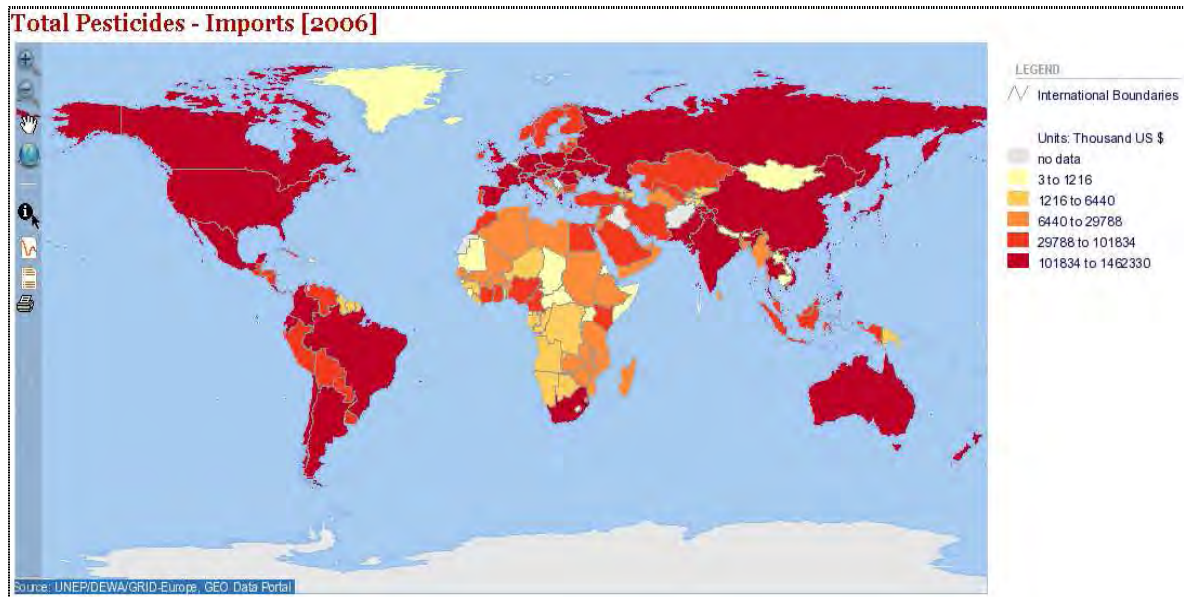 Total Pesticides - Imports [2006]
LEGEND
International Boundaries
Units: Thousand US $
no data
3 to 1216
1216 to 6440
6440 to 29788
29788 to 101834
101834 to 1462330
Source: UNEP/DEWA/GRID-Europe, GEO Data Portal